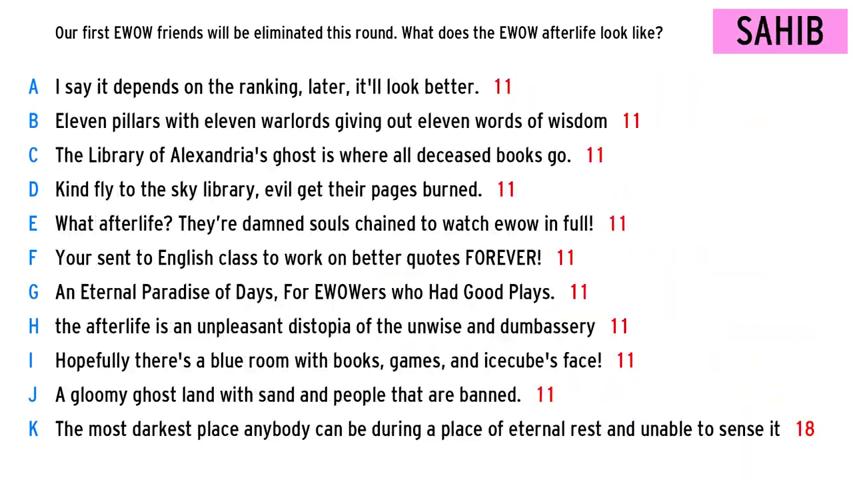 Our first EWOW friends will be eliminated this round. What does the EWOW afterlife look like?
SAHIB
A I say it depends on the ranking, later, it'll look better. 11
B Eleven pillars with eleven warlords giving out eleven words of wisdom 11
C The Library of Alexandria's ghost is where all deceased books go. 11
D Kind fly to the sky library, evil get their pages burned. 11
E What afterlife? They’re damned souls chained to watch ewow in full! 11
F Your sent to English class to work on better quotes FOREVER! 11
G An Eternal Paradise of Days, For EWOWers who Had Good Plays. 11
H the afterlife is an unpleasant distopia of the unwise and dumbassery 11
I Hopefully there's a blue room with books, games, and icecube's face! 11
J A gloomy ghost land with sand and people that are banned. 11
K The most darkest place anybody can be during a place of eternal rest and unable to sense it 18